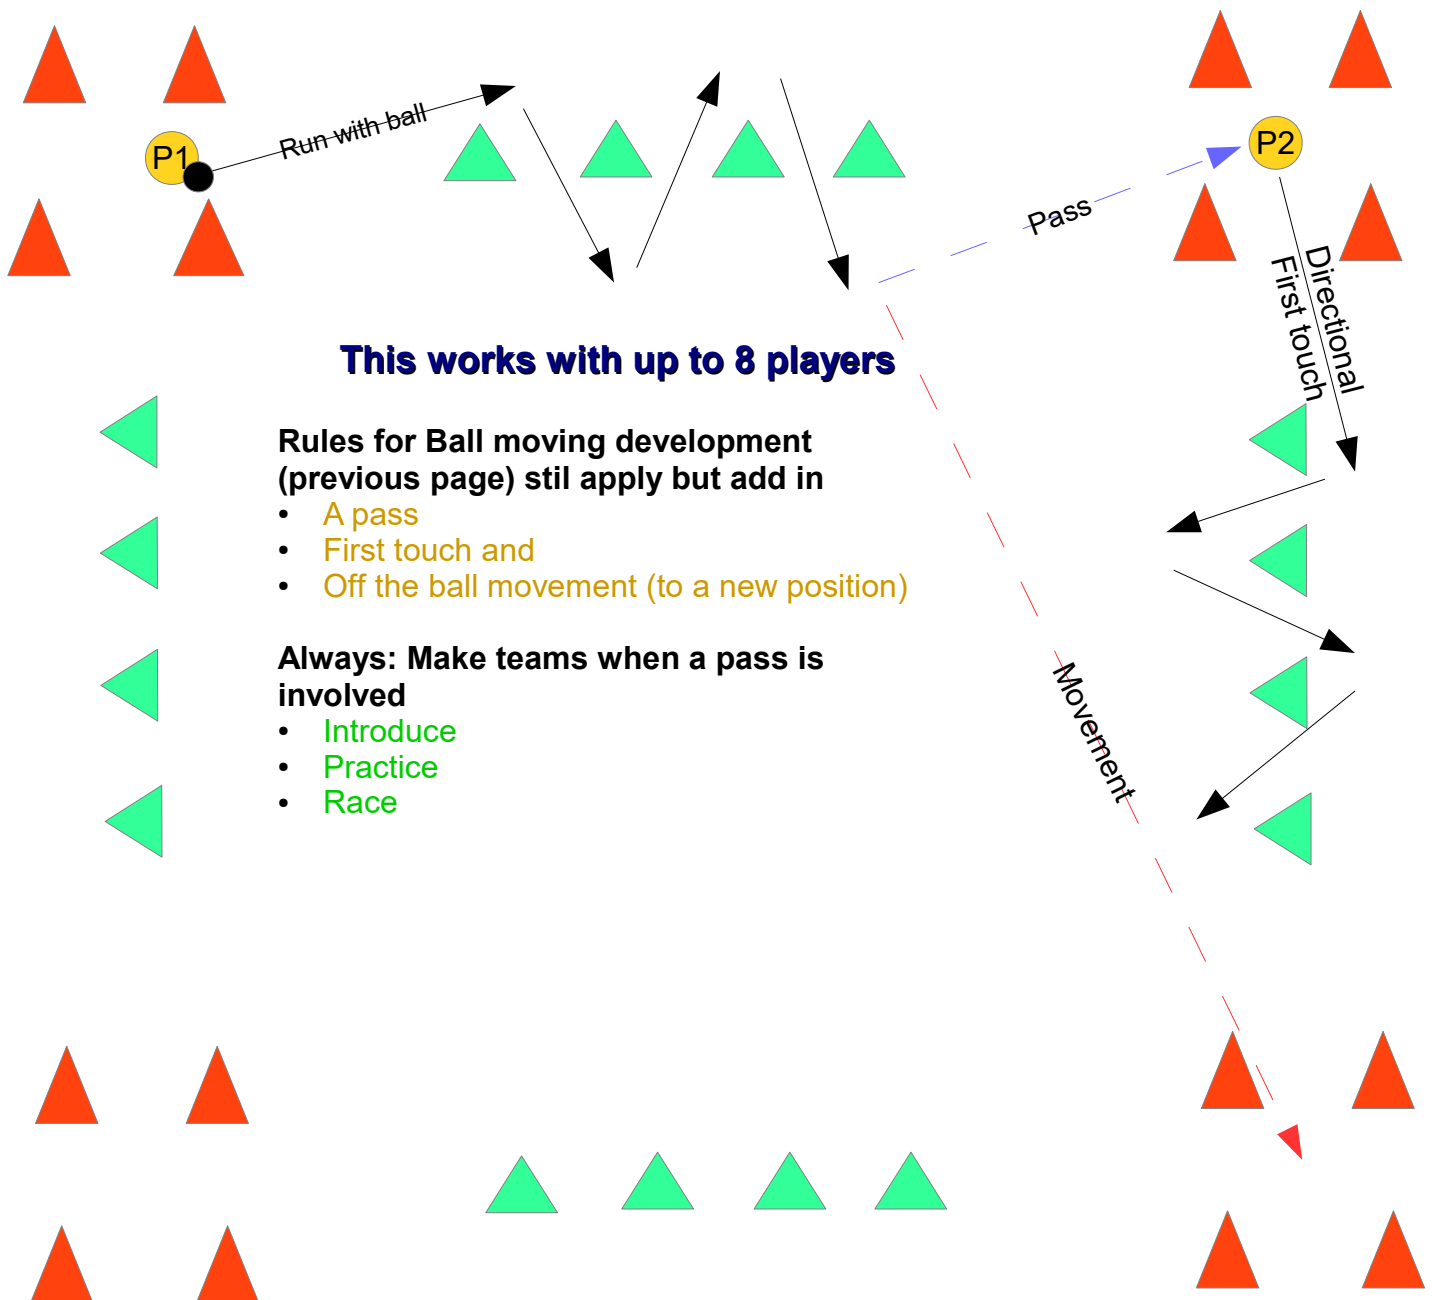 P1
Run with ball
P2
Pass
Directional
First touch
This works with up to 8 players
Rules for Ball moving development
(previous page) stil apply but add in
• A pass
• First touch and
• Off the ball movement (to a new position)
Always: Make teams when a pass is
involved
• Introduce
• Practice
• Race
Movement